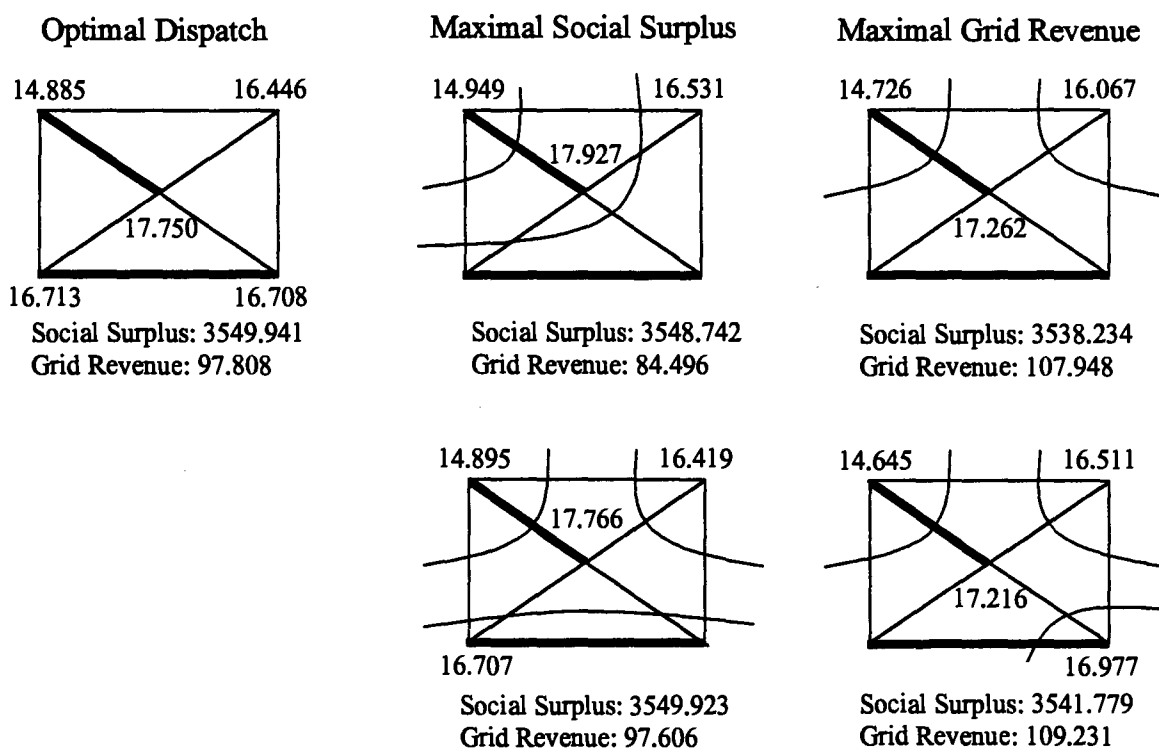 Optimal Dispatch
Maximal Social Surplus
Maximal Grid Revenue
14.885
16.446
17.750
16.713
16.708
Social Surplus: 3549.941
Grid Revenue: 97.808
14.949
16.531
17.927
Social Surplus: 3548.742
Grid Revenue: 84.496
14.726
16.067
17.262
Social Surplus: 3538.234
Grid Revenue: 107.948
14.895
16.419
17.766
16.707
Social Surplus: 3549.923
Grid Revenue: 97.606
14.645
16.511
17.216
16.977
Social Surplus: 3541.779
Grid Revenue: 109.231